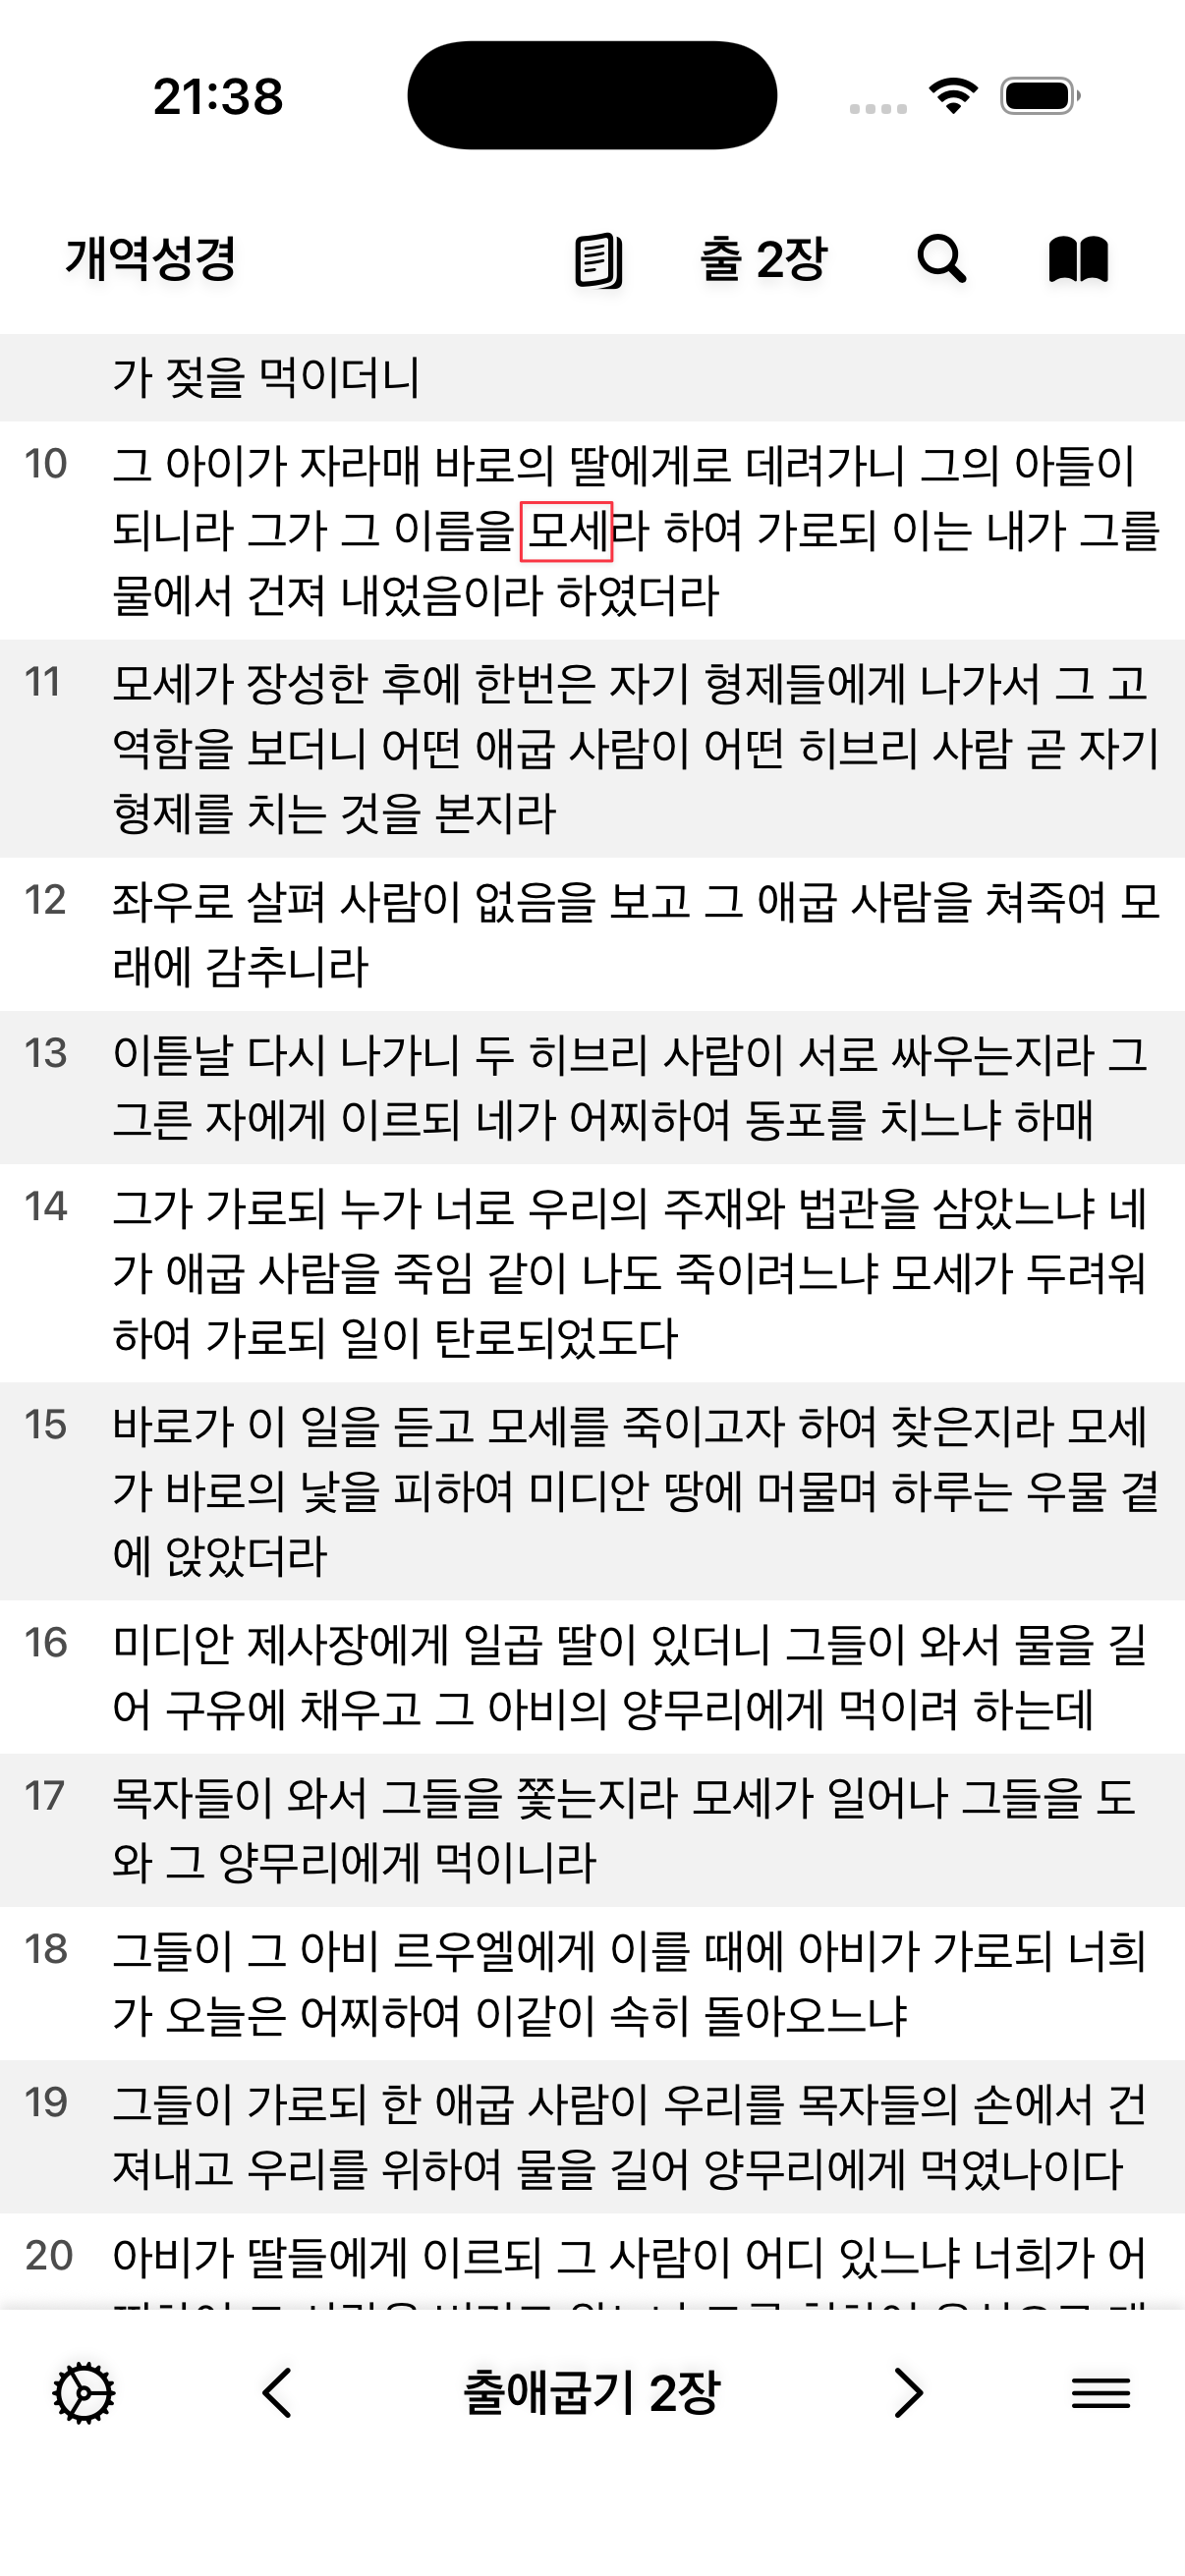 21:38
개역성경 출 2장
가 젖을 먹이더니
10 그 아이가 자라매 바로의 딸에게로 데려가니 그의 아들이
되니라 그가 그 이름을 모세라 하여 가로되 이는 내가 그를
물에서 건져 내었음이라 하였더라
11 모세가 장성한 후에 한번은 자기 형제들에게 나가서 그 고
역함을 보더니 어떤 애굽 사람이 어떤 히브리 사람 곧 자기
형제를 치는 것을 본지라
12 좌우로 살펴 사람이 없음을 보고 그 애굽 사람을 쳐죽여 모
래에 감추니라
13 이튿날 다시 나가니 두 히브리 사람이 서로 싸우는지라 그
그른 자에게 이르되 네가 어찌하여 동포를 치느냐 하매
14 그가 가로되 누가 너로 우리의 주재와 법관을 삼았느냐 네
가 애굽 사람을 죽임 같이 나도 죽이려느냐 모세가 두려워
하여 가로되 일이 탄로되었도다
15 바로가 이 일을 듣고 모세를 죽이고자 하여 찾은지라 모세
가 바로의 낯을 피하여 미디안 땅에 머물며 하루는 우물 곁
에 앉았더라
16 미디안 제사장에게 일곱 딸이 있더니 그들이 와서 물을 길
어 구유에 채우고 그 아비의 양무리에게 먹이려 하는데
17 목자들이 와서 그들을 쫓는지라 모세가 일어나 그들을 도
와 그 양무리에게 먹이니라
18 그들이 그 아비 르우엘에게 이를 때에 아비가 가로되 너희
가 오늘은 어찌하여 이같이 속히 돌아오느냐
19 그들이 가로되 한 애굽 사람이 우리를 목자들의 손에서 건
져내고 우리를 위하여 물을 길어 양무리에게 먹였나이다
20 아비가 딸들에게 이르되 그 사람이 어디 있느냐 너희가 어
출애굽기 2장